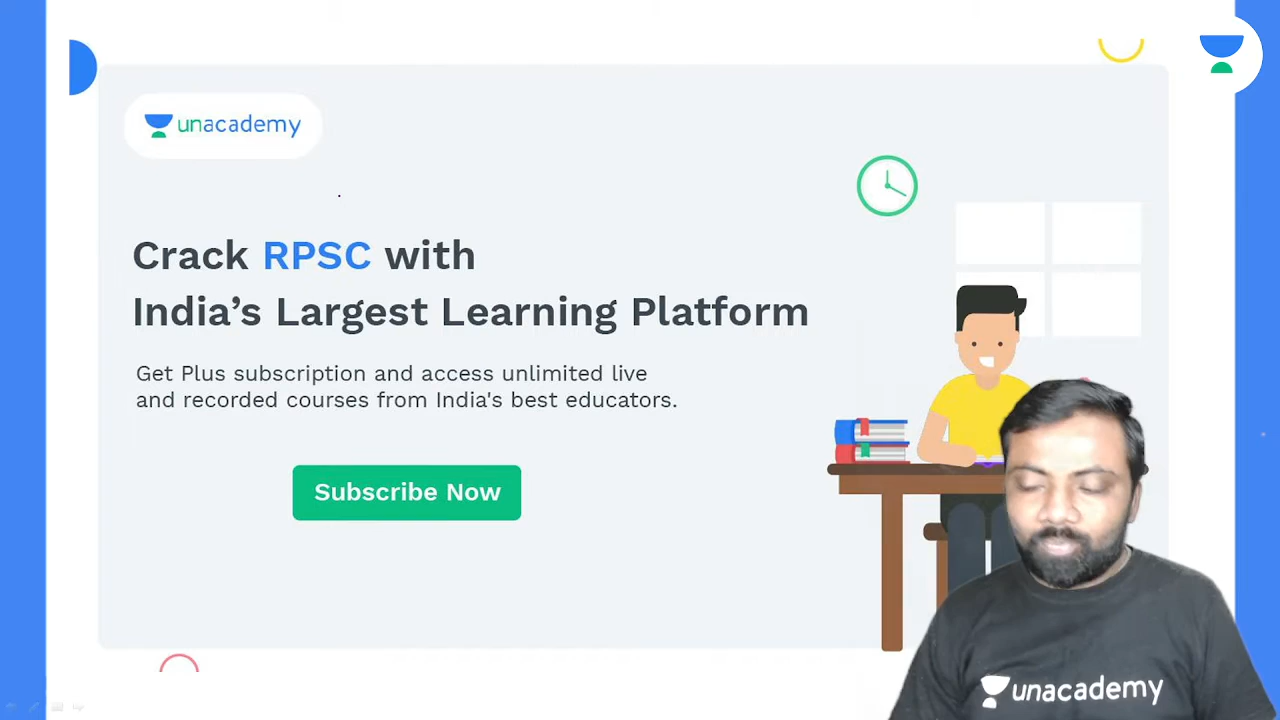 unacademy
Crack RPSC with
India's Largest Learning Platform
Get Plus subscription and access unlimited live
and recorded courses from India's best educators.
Subscribe Now
unacademy